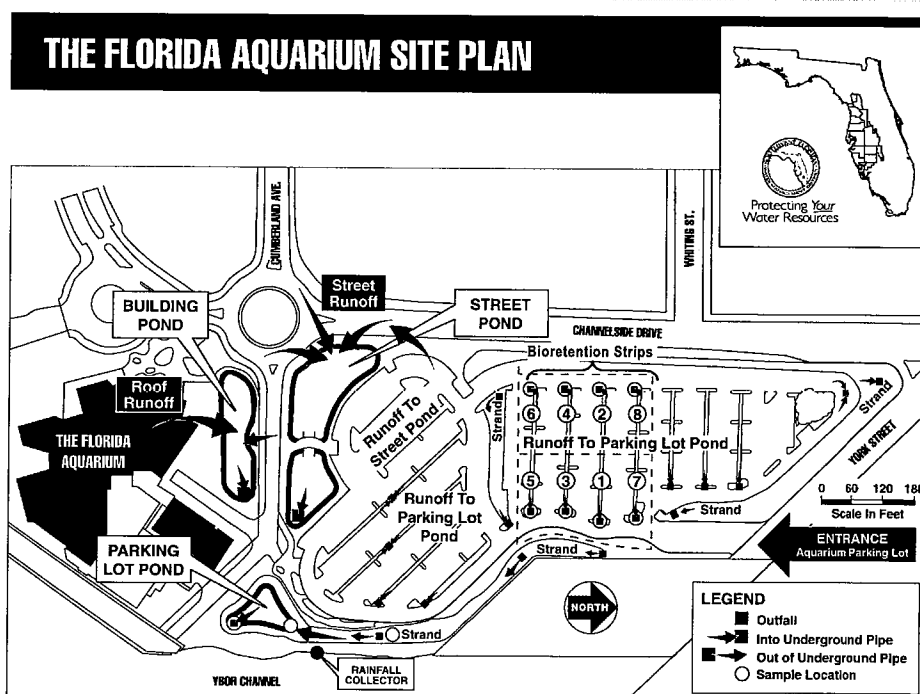 THE FLORIDA AQUARIUM SITE PLAN
Protecting Your
Water Resources
CUMBERLAND AVE.
WHITING ST.
Street
Runoff
BUILDING
POND
STREET
POND
CHANNELSIDE DRIVE
Bioretention Strips
Roof
Runoff
THE FLORIDA
AQUARIUM
Runoff To
Street Pond
Strand
6
4
2
8
Runoff To Parking Lot Pond
5
3
1
7
Strand
YORK STREET
Runoff To
Parking Lot
Pond
Strand
0 60 120 180
Scale In Feet
ENTRANCE
Aquarium Parking Lot
PARKING
LOT POND
Strand
Strand
NORTH
RAINFALL
COLLECTOR
YBOR CHANNEL
LEGEND
Outfall
Into Underground Pipe
Out of Underground Pipe
Sample Location